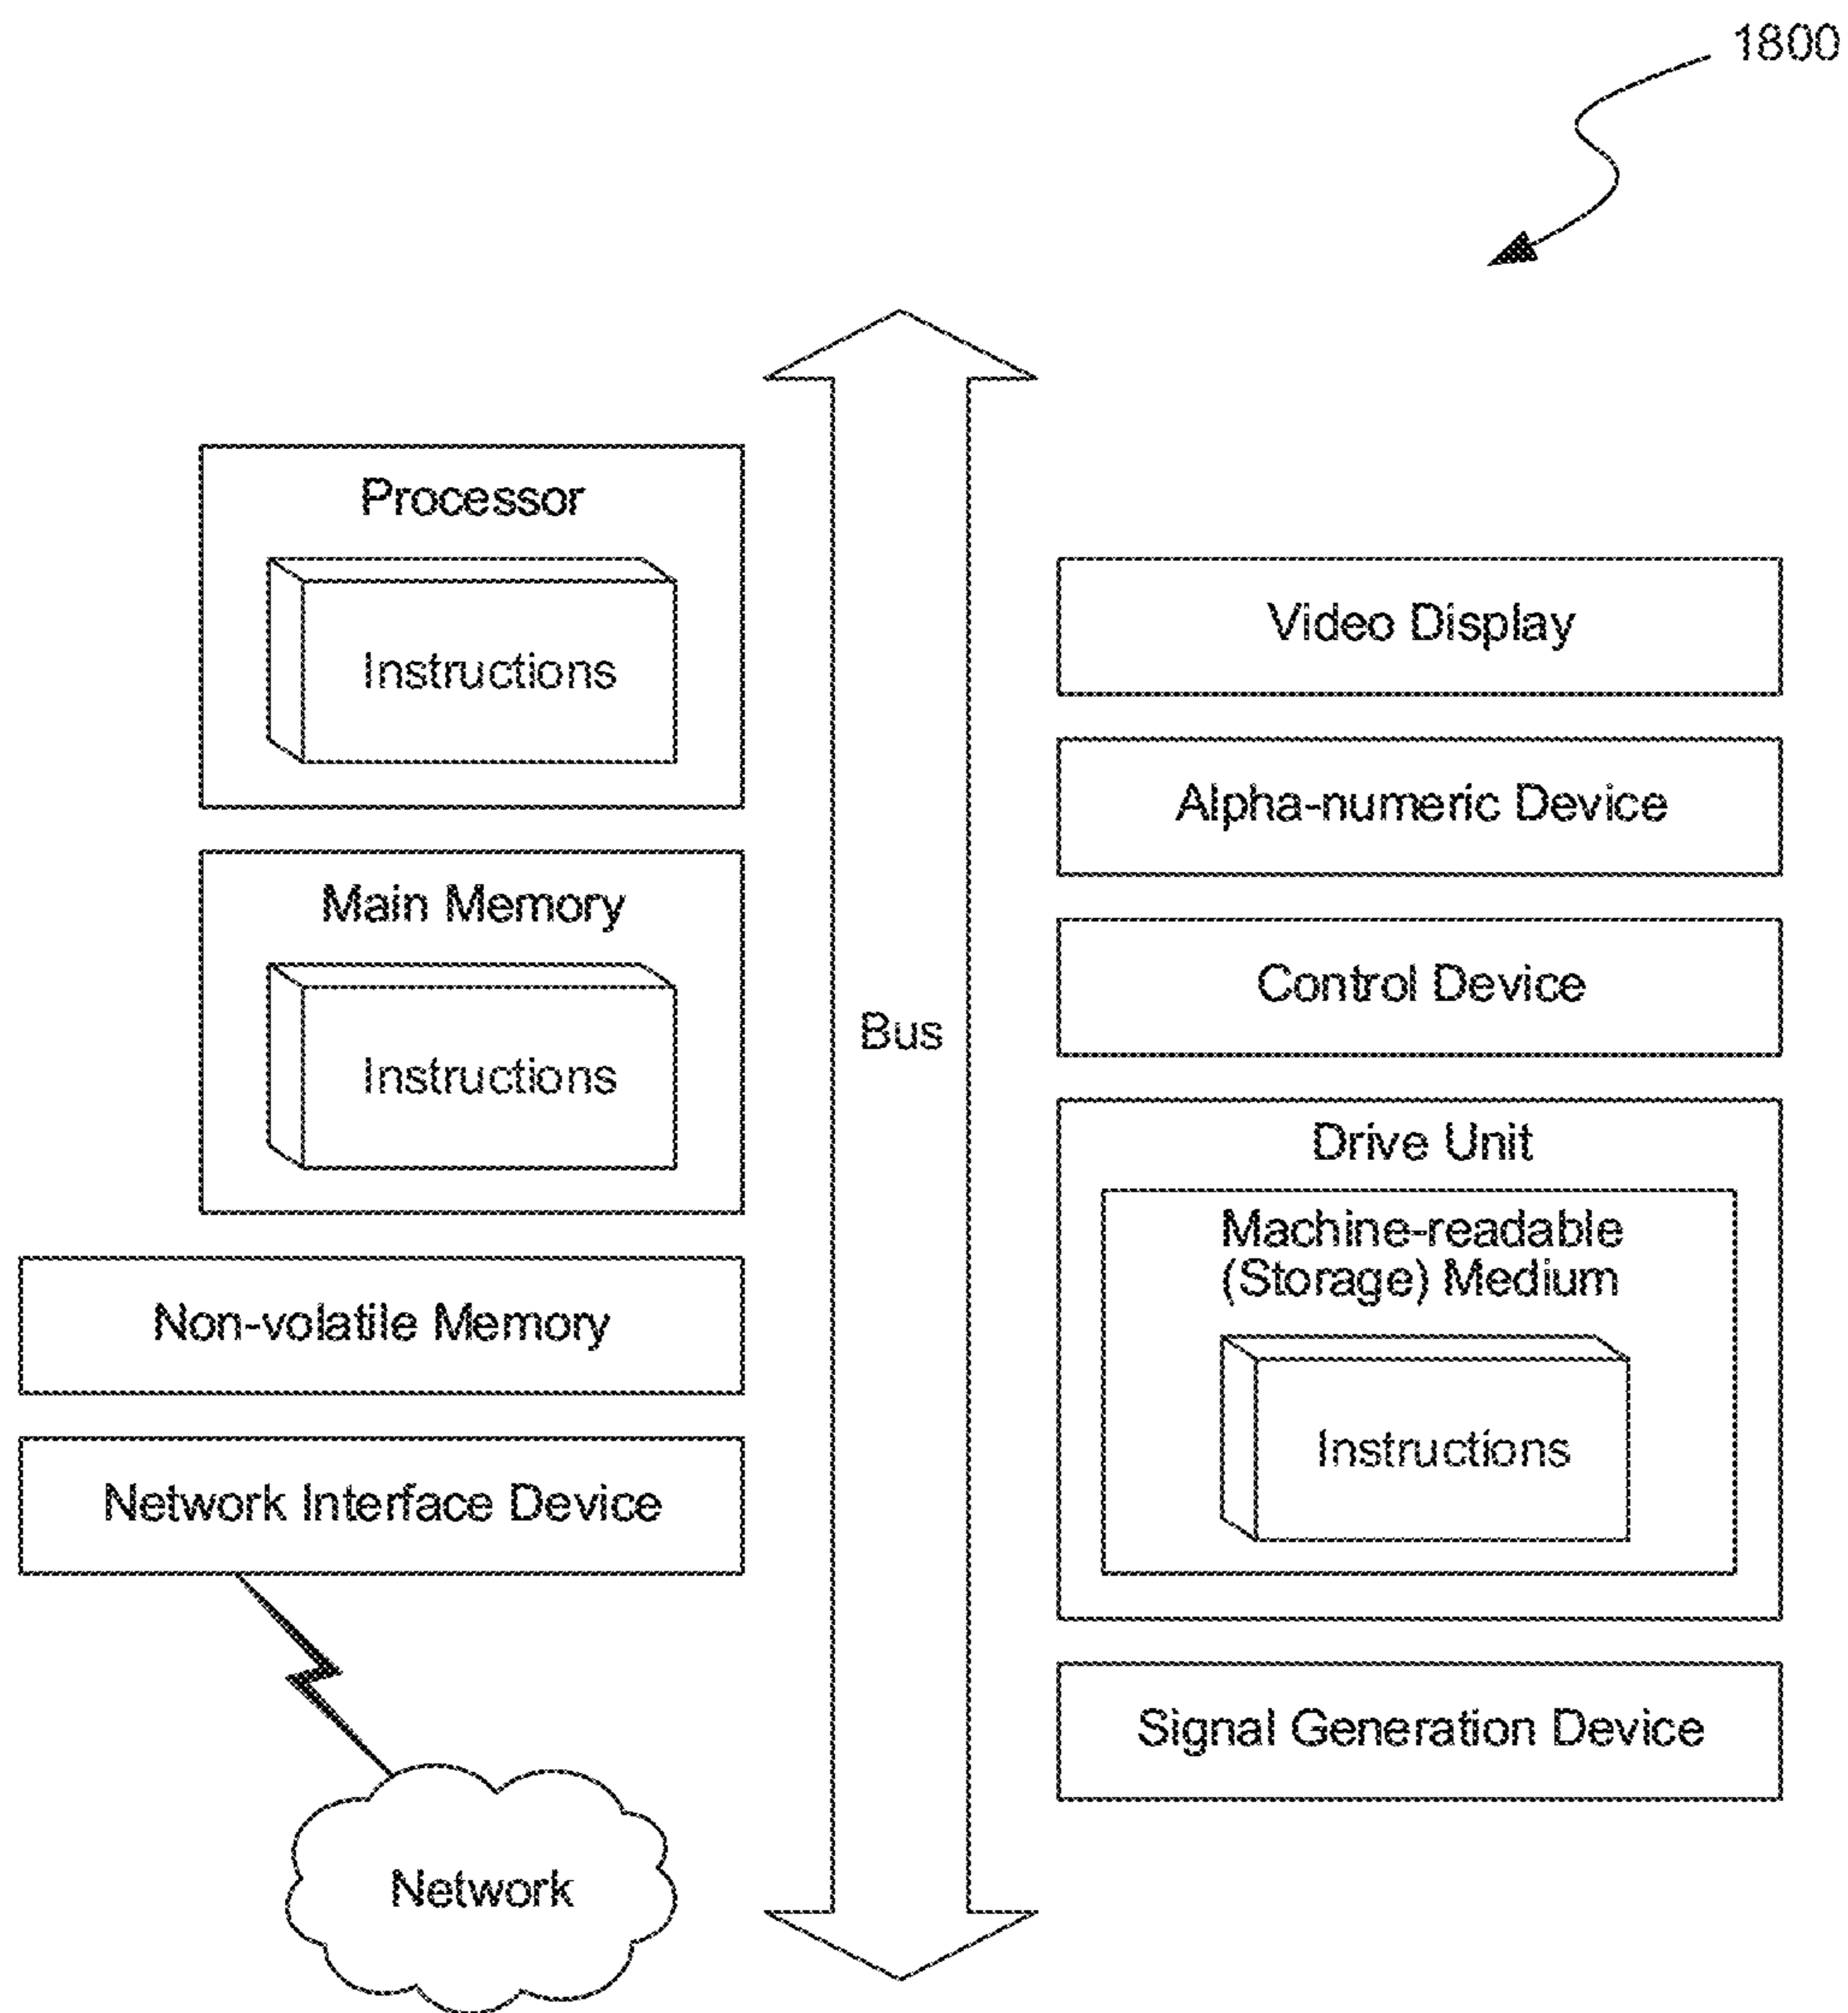 1800
Processor
Instructions
Main Memory
Instructions
Non-volatile Memory
Network Interface Device
Network
Bus
Video Display
Alpha-numeric Device
Control Device
Drive Unit
Machine-readable
(Storage) Medium
Instructions
Signal Generation Device